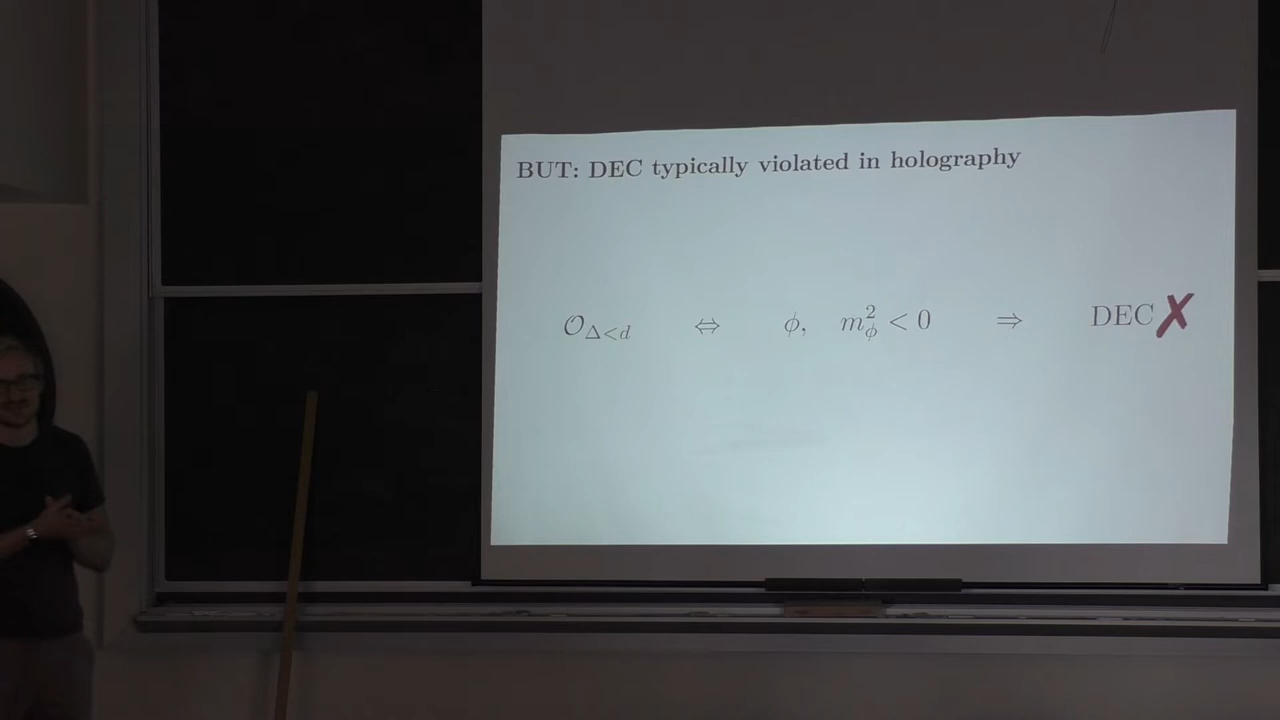 BUT: DEC typically violated in holography
𝒪_{Δ<d} ⇔ ϕ, m²_ϕ < 0 ⇒ DEC ✗